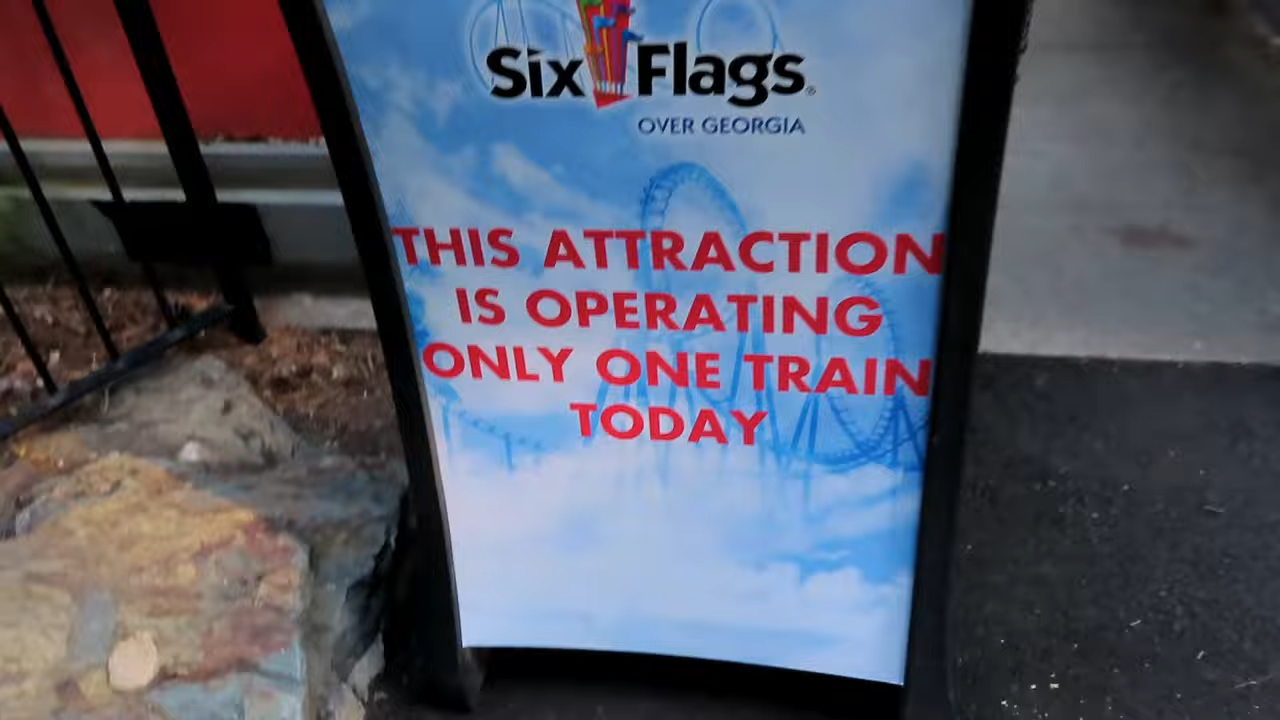 Six Flags®
OVER GEORGIA
THIS ATTRACTION
IS OPERATING
ONLY ONE TRAIN
TODAY